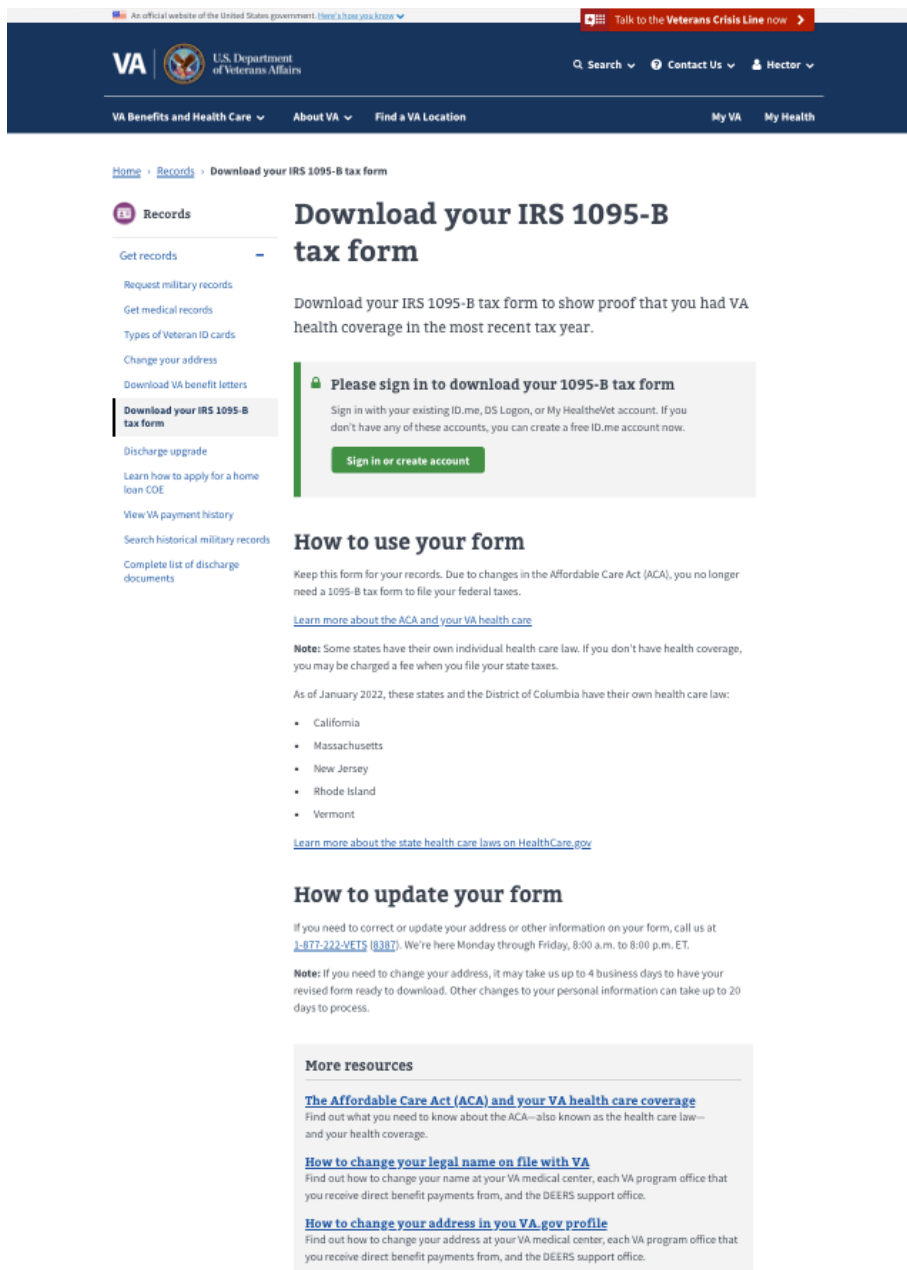 An official website of the United States government. Here's how you know
Talk to the Veterans Crisis Line now
VA
U.S. Department
of Veterans Affairs
Search
Contact Us
Hector
VA Benefits and Health Care
About VA
Find a VA Location
My VA
My Health
Home › Records › Download your IRS 1095-B tax form
Records
Get records
Request military records
Get medical records
Types of Veteran ID cards
Change your address
Download VA benefit letters
Download your IRS 1095-B
tax form
Discharge upgrade
Learn how to apply for a home
loan COE
View VA payment history
Search historical military records
Complete list of discharge
documents
Download your IRS 1095-B
tax form
Download your IRS 1095-B tax form to show proof that you had VA
health coverage in the most recent tax year.
Please sign in to download your 1095-B tax form
Sign in with your existing ID.me, DS Logon, or My HealtheVet account. If you
don't have any of these accounts, you can create a free ID.me account now.
Sign in or create account
How to use your form
Keep this form for your records. Due to changes in the Affordable Care Act (ACA), you no longer
need a 1095-B tax form to file your federal taxes.
Learn more about the ACA and your VA health care
Note: Some states have their own individual health care law. If you don't have health coverage,
you may be charged a fee when you file your state taxes.
As of January 2022, these states and the District of Columbia have their own health care law:
• California
• Massachusetts
• New Jersey
• Rhode Island
• Vermont
Learn more about the state health care laws on HealthCare.gov
How to update your form
If you need to correct or update your address or other information on your form, call us at
1-877-222-VETS (8387). We're here Monday through Friday, 8:00 a.m. to 8:00 p.m. ET.
Note: If you need to change your address, it may take us up to 4 business days to have your
revised form ready to download. Other changes to your personal information can take up to 20
days to process.
More resources
The Affordable Care Act (ACA) and your VA health care coverage
Find out what you need to know about the ACA—also known as the health care law—
and your health coverage.
How to change your legal name on file with VA
Find out how to change your name at your VA medical center, each VA program office that
you receive direct benefit payments from, and the DEERS support office.
How to change your address in you VA.gov profile
Find out how to change your address at your VA medical center, each VA program office that
you receive direct benefit payments from, and the DEERS support office.